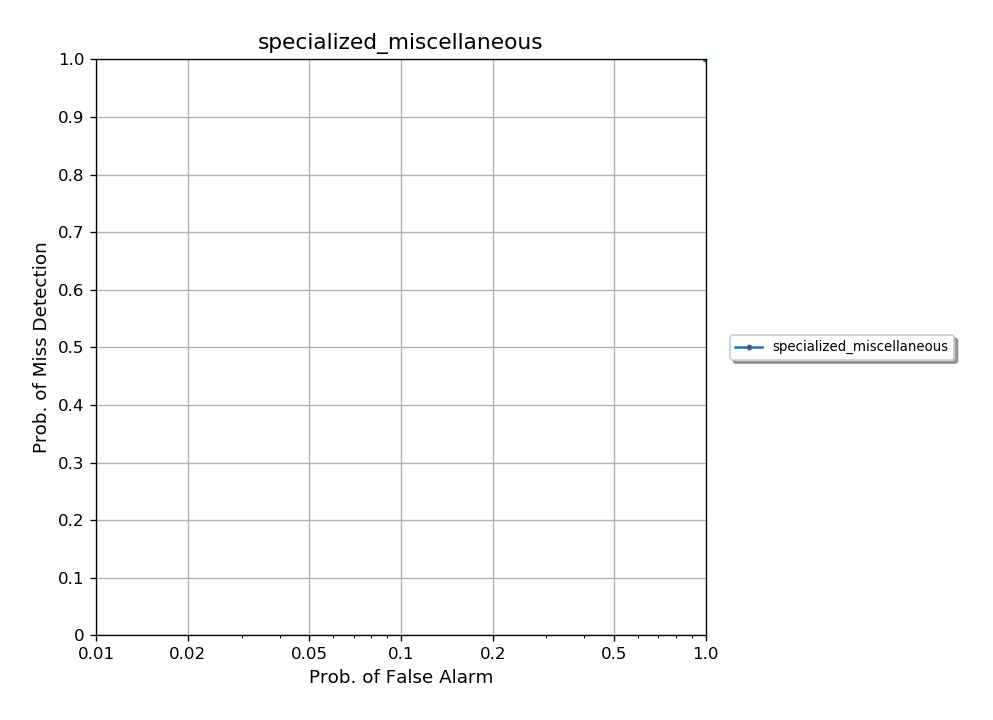 specialized_miscellaneous
1.0
0.9
0.8
0.7
0.6
0.5
0.4
0.3
0.2
0.1
0
Prob. of Miss Detection
0.01 0.02 0.05 0.1 0.2 0.5 1.0
Prob. of False Alarm
specialized_miscellaneous